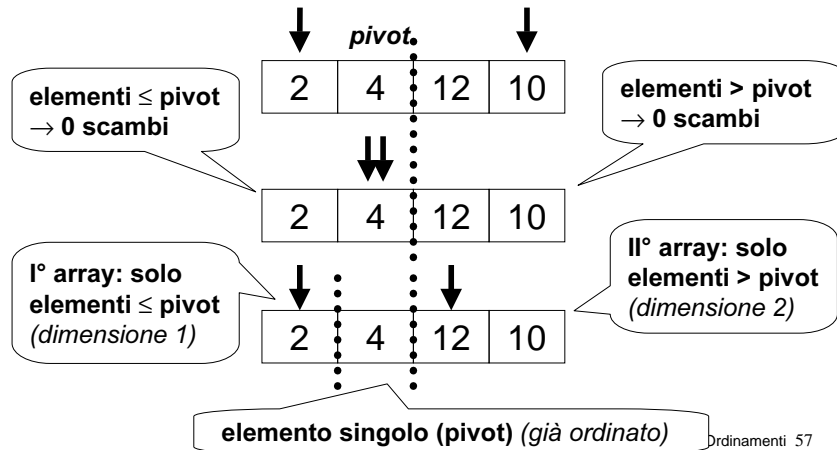 pivot
2 4 12 10
elementi ≤ pivot
→ 0 scambi
elementi > pivot
→ 0 scambi
2 4 12 10
I° array: solo
elementi ≤ pivot
(dimensione 1)
II° array: solo
elementi > pivot
(dimensione 2)
2 4 12 10
elemento singolo (pivot) (già ordinato)
Ordinamenti 57